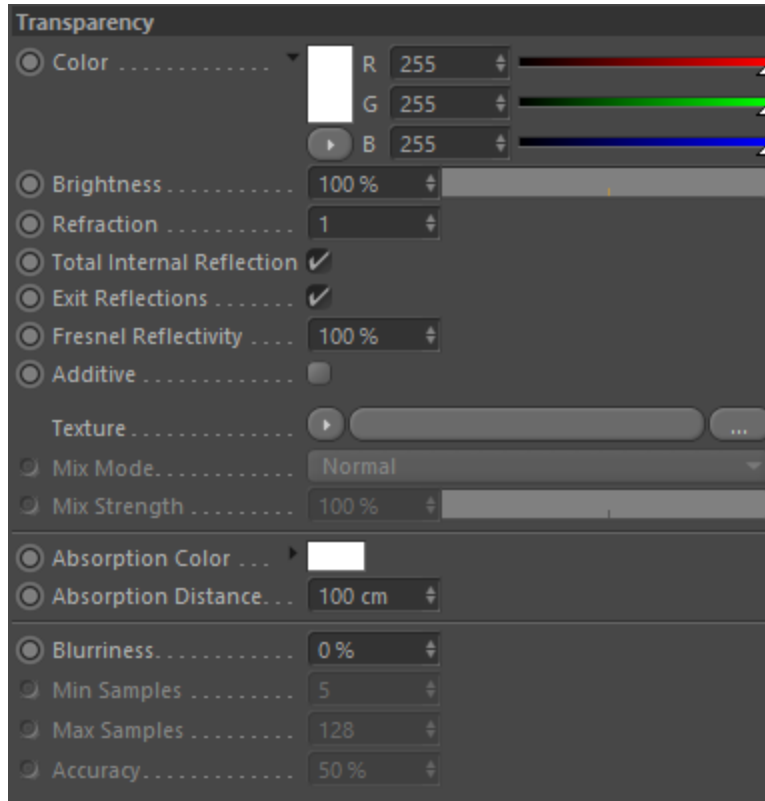 Transparency
Color . . . . . . . . . . . . . R 255
G 255
B 255
Brightness . . . . . . . . . . . 100 %
Refraction . . . . . . . . . . . 1
Total Internal Reflection
Exit Reflections . . . . . . .
Fresnel Reflectivity . . . . 100 %
Additive . . . . . . . . . . . . .
Texture . . . . . . . . . . . . . ...
Mix Mode. . . . . . . . . . . . Normal
Mix Strength . . . . . . . . . 100 %
Absorption Color . . .
Absorption Distance. . . 100 cm
Blurriness. . . . . . . . . . . . 0 %
Min Samples . . . . . . . . . 5
Max Samples . . . . . . . . . 128
Accuracy. . . . . . . . . . . . . 50 %